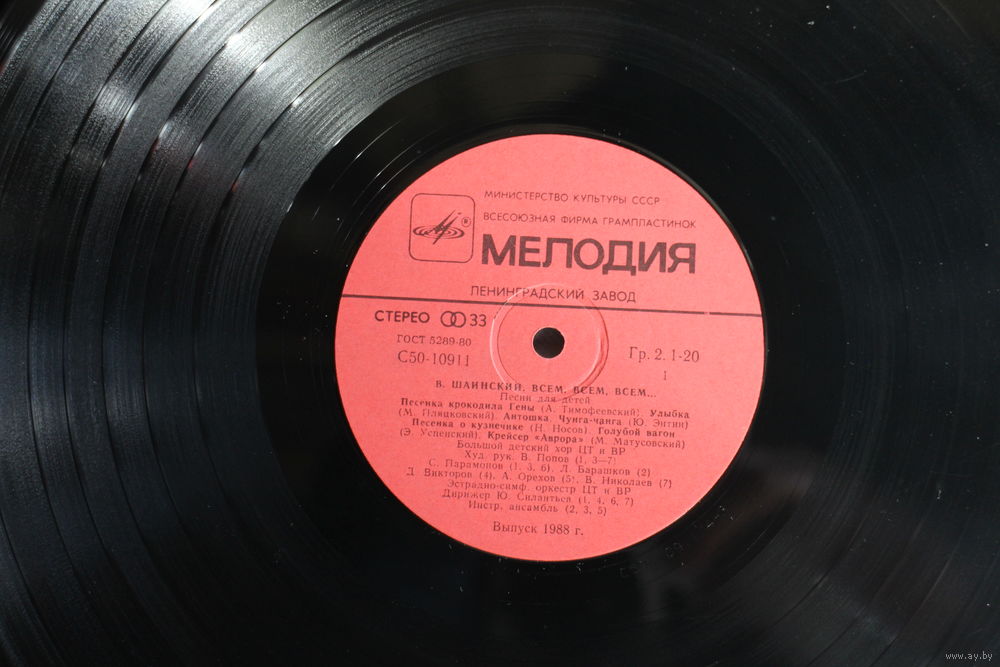 МИНИСТЕРСТВО КУЛЬТУРЫ СССР
ВСЕСОЮЗНАЯ ФИРМА ГРАМПЛАСТИНОК
®
МЕЛОДИЯ
ЛЕНИНГРАДСКИЙ ЗАВОД
СТЕРЕО 33
ГОСТ 5289-80
С50-10911
Гр. 2. 1-20
1
В. ШАИНСКИЙ. ВСЕМ, ВСЕМ, ВСЕМ...
Песни для детей
Песенка крокодила Гены (А. Тимофеевский). Улыбка
(М. Пляцковский). Антошка. Чунга-чанга (Ю. Энтин)
Песенка о кузнечике (Н. Носов). Голубой вагон
(Э. Успенский). Крейсер «Аврора» (М. Матусовский)
Большой детский хор ЦТ и ВР
Худ. рук. В. Попов (1, 3—7)
С. Парамонов (1, 3, 6). Л. Барашков (2)
Д. Викторов (4). А. Орехов (5). В. Николаев (7)
Эстрадно-симф. оркестр ЦТ и ВР
Дирижер Ю. Силантьев (1, 4, 6, 7)
Инстр. ансамбль (2, 3, 5)
Выпуск 1988 г.
www.ay.by